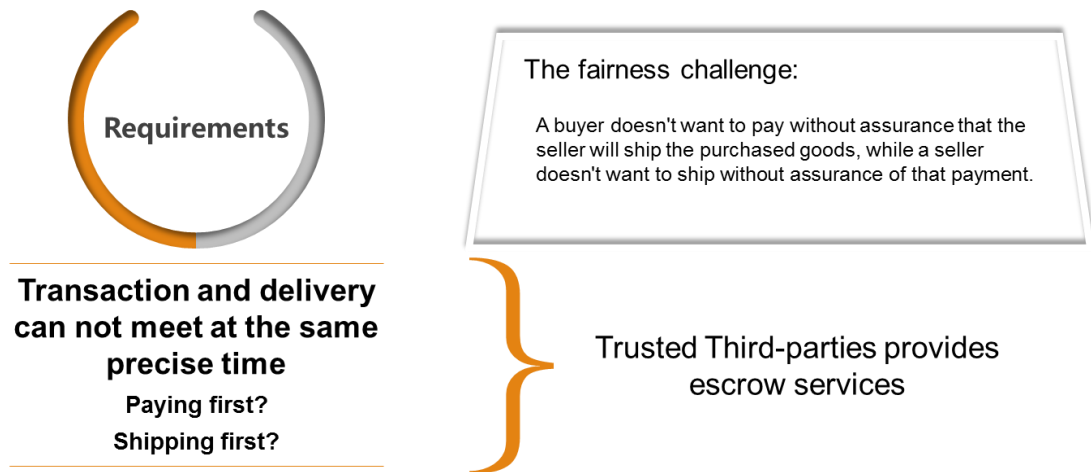 Requirements
Transaction and delivery
can not meet at the same
precise time
Paying first?
Shipping first?
The fairness challenge:
A buyer doesn't want to pay without assurance that the
seller will ship the purchased goods, while a seller
doesn't want to ship without assurance of that payment.
Trusted Third-parties provides
escrow services